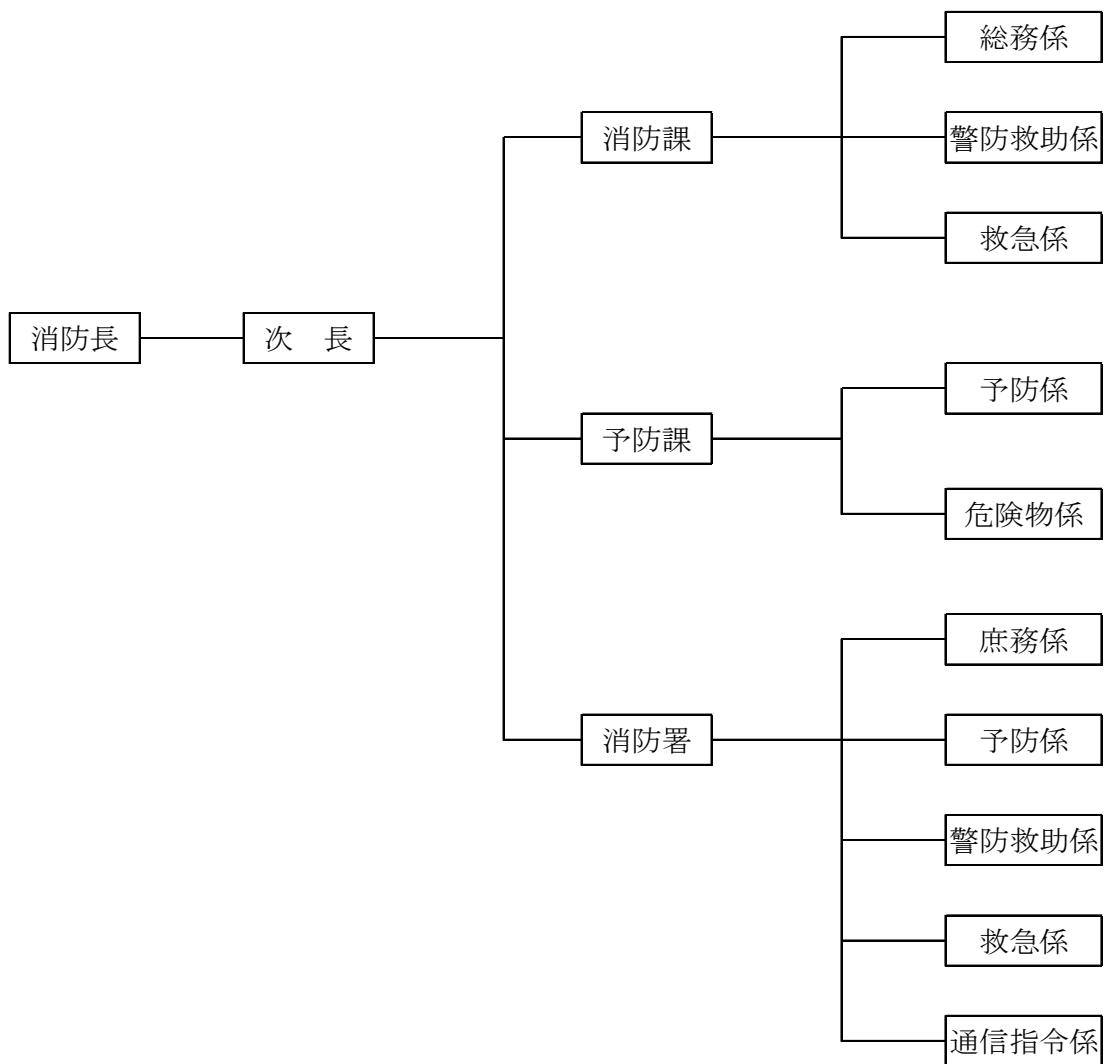 総務係
消防課
警防救助係
救急係
消防長
次　長
予防係
予防課
危険物係
庶務係
消防署
予防係
警防救助係
救急係
通信指令係